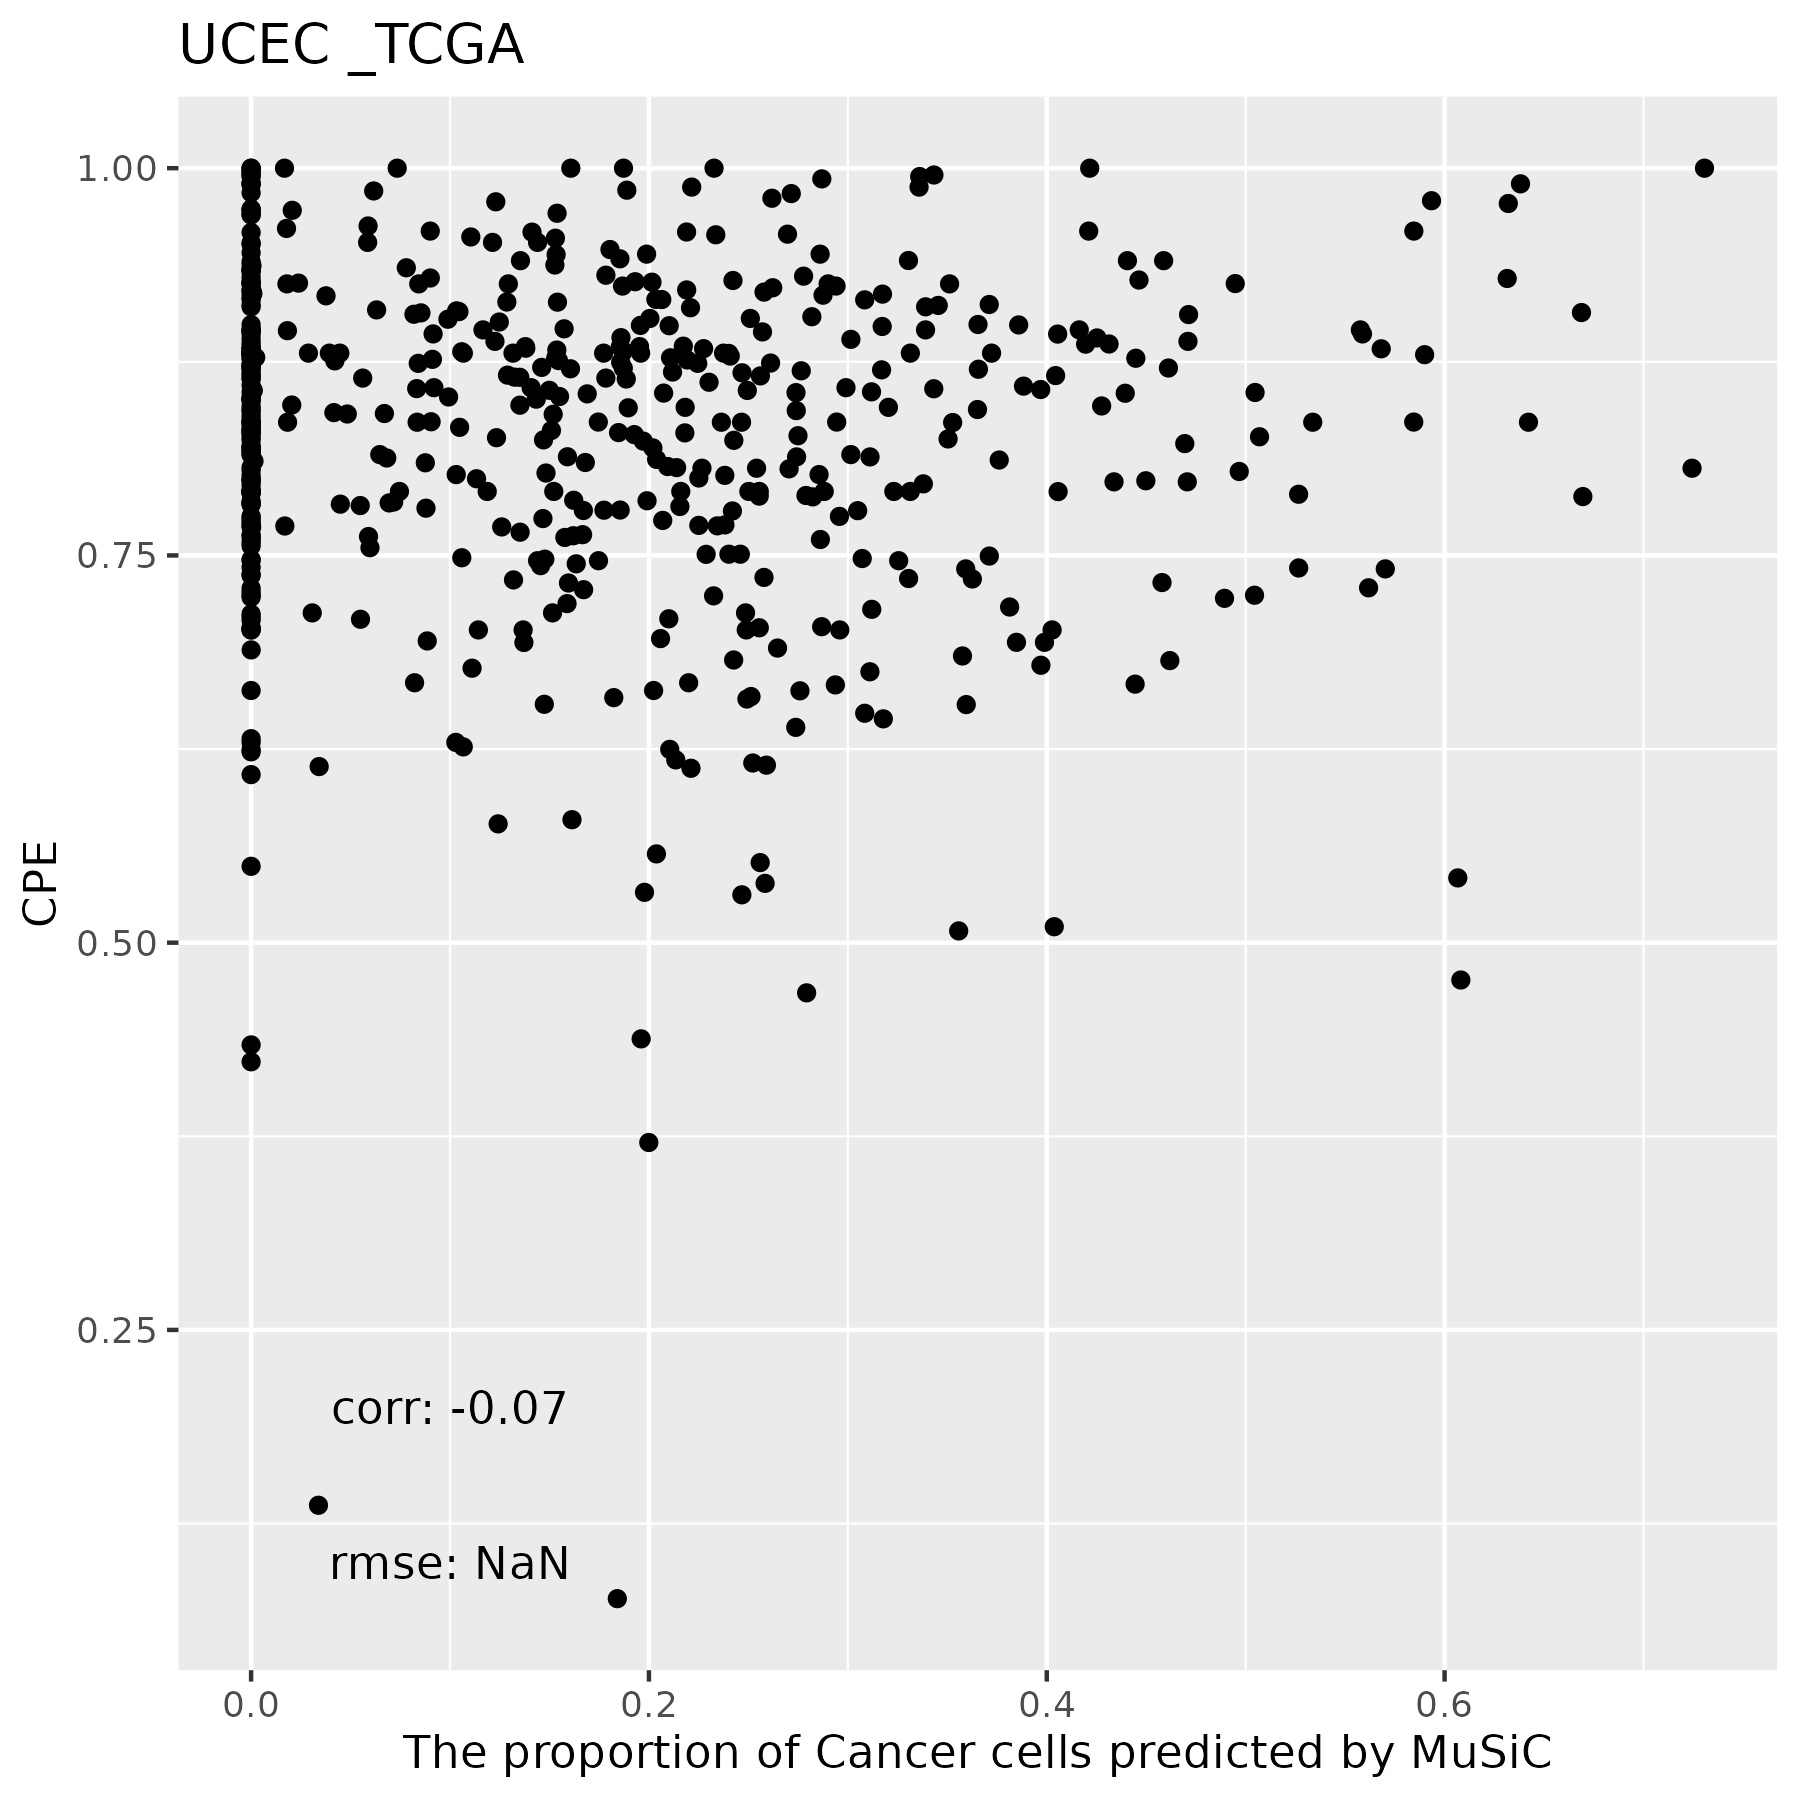 UCEC _TCGA
1.00
0.75
0.50
0.25
CPE
corr: -0.07
rmse: NaN
0.0 0.2 0.4 0.6
The proportion of Cancer cells predicted by MuSiC